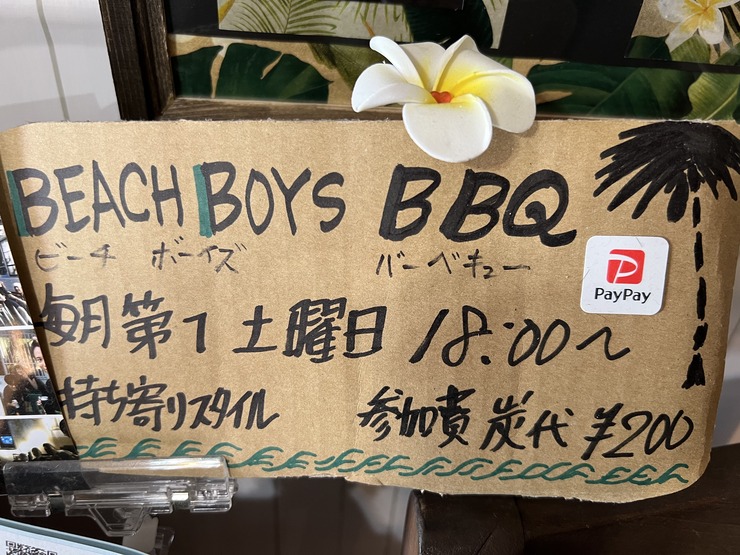 BEACH BOYS BBQ
ビーチ ボーイズ バーベキュー
PayPay
毎月第1土曜日 18:00〜
持ち寄りスタイル 参加費 炭代 ¥200